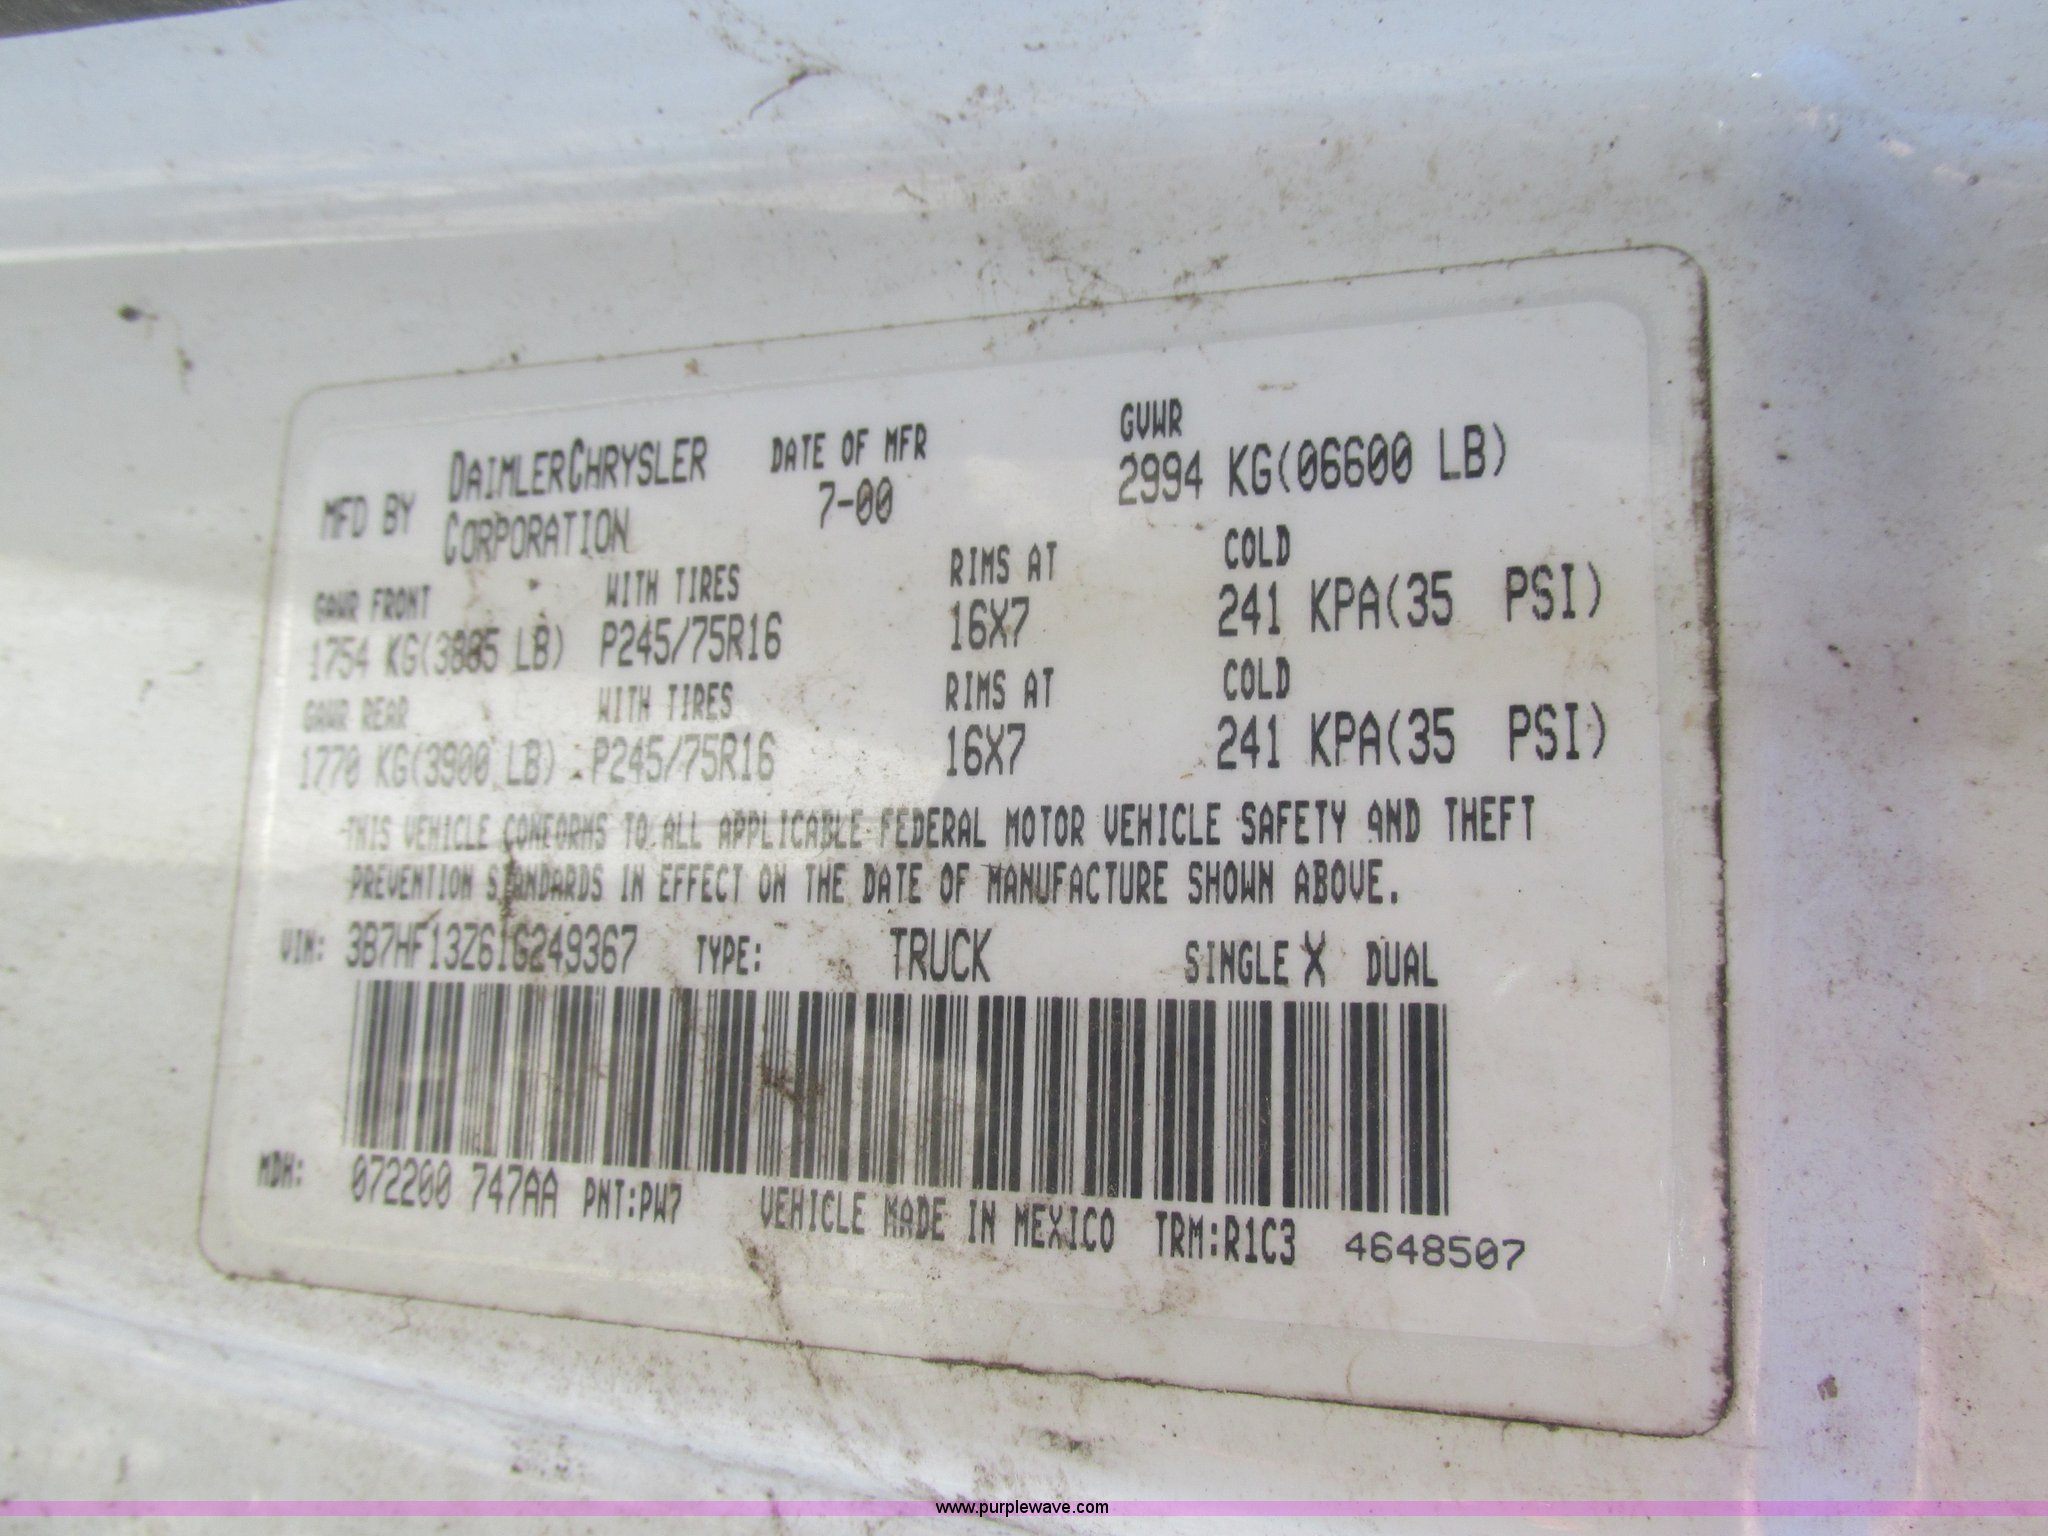 MFD BY DAIMLERCHRYSLER CORPORATION DATE OF MFR 7-00 GVWR 2994 KG(06600 LB)
GAWR FRONT WITH TIRES RIMS AT COLD
1754 KG(3865 LB) P245/75R16 16X7 241 KPA(35 PSI)
GAWR REAR WITH TIRES RIMS AT COLD
1770 KG(3900 LB) P245/75R16 16X7 241 KPA(35 PSI)
THIS VEHICLE CONFORMS TO ALL APPLICABLE FEDERAL MOTOR VEHICLE SAFETY AND THEFT
PREVENTION STANDARDS IN EFFECT ON THE DATE OF MANUFACTURE SHOWN ABOVE.
VIN: 3B7HF13Z61G249367 TYPE: TRUCK SINGLE X DUAL
MDH: 072200 747AA PNT:PW7 VEHICLE MADE IN MEXICO TRM:R1C3 4648507
www.purplewave.com